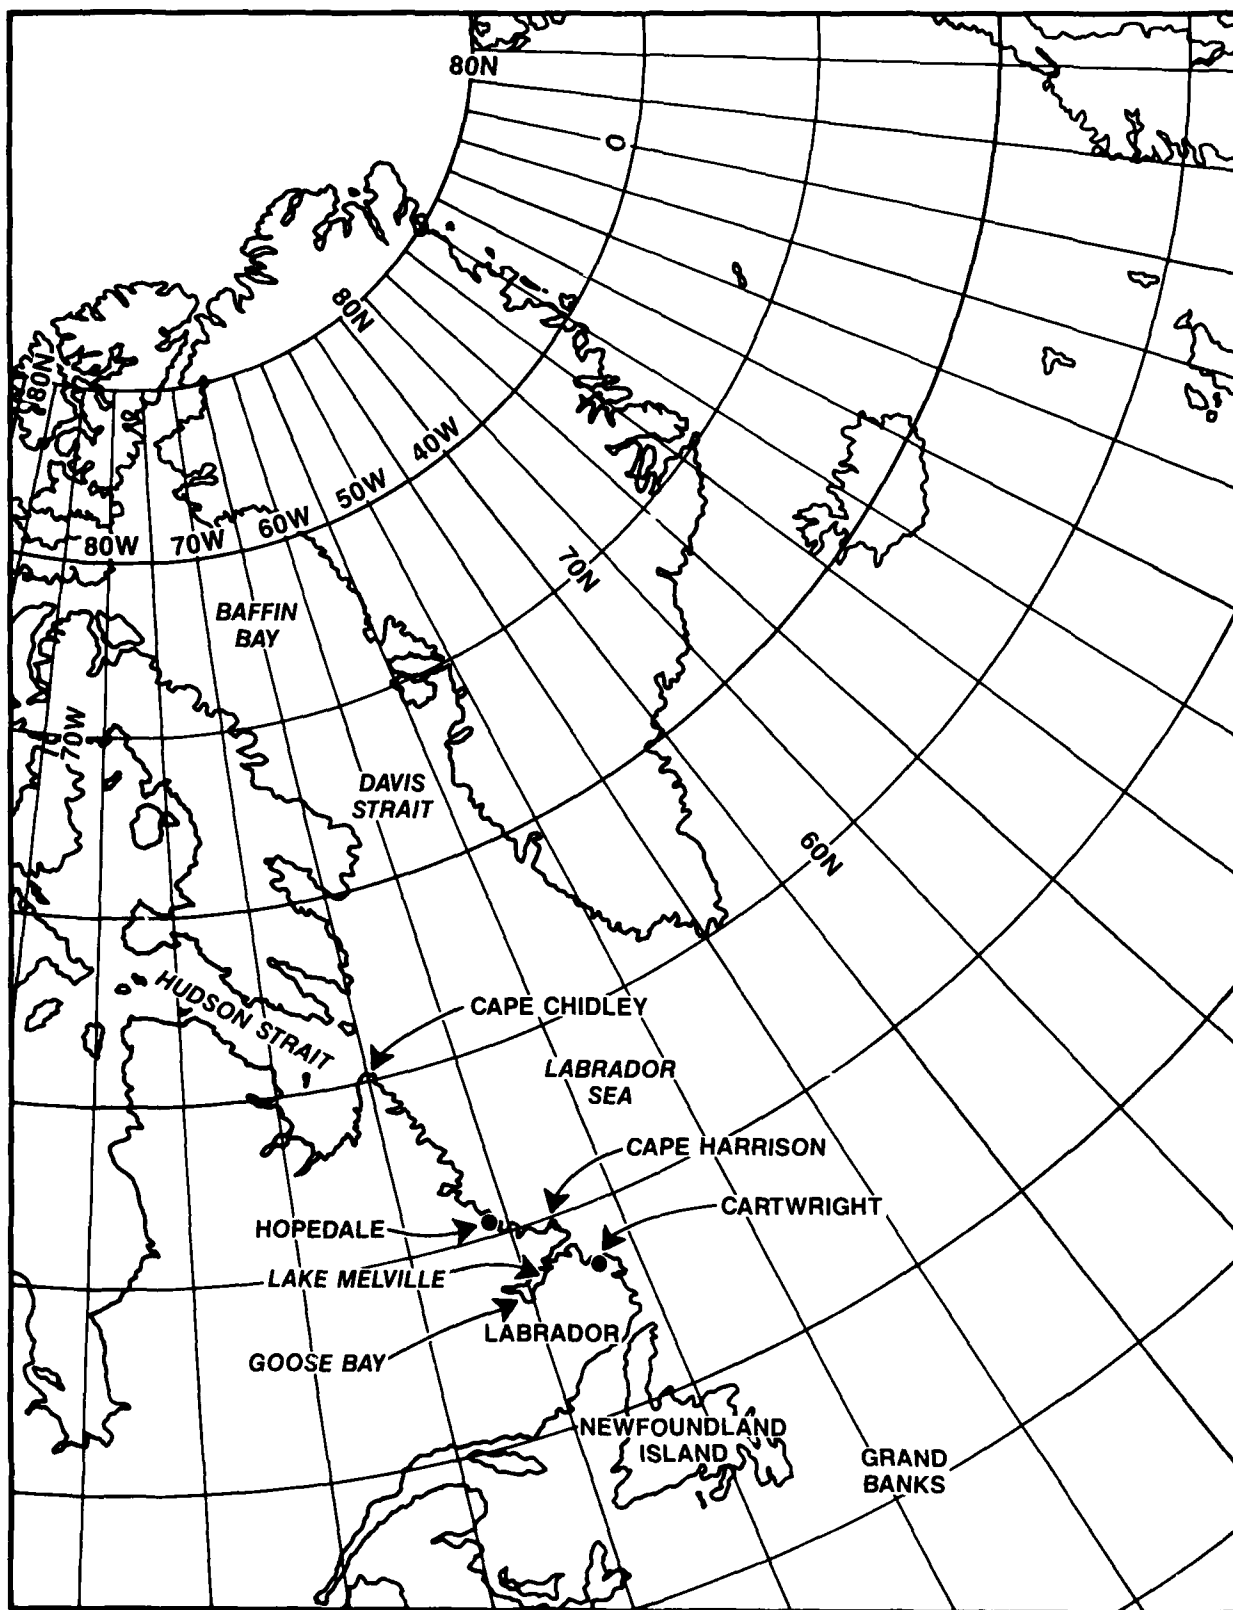 80N
0
80N
80N
40W
50W
60W
70W
80W
70N
BAFFIN
BAY
70W
DAVIS
STRAIT
60N
HUDSON STRAIT
CAPE CHIDLEY
LABRADOR
SEA
CAPE HARRISON
CARTWRIGHT
HOPEDALE
LAKE MELVILLE
LABRADOR
GOOSE BAY
NEWFOUNDLAND
ISLAND
GRAND
BANKS